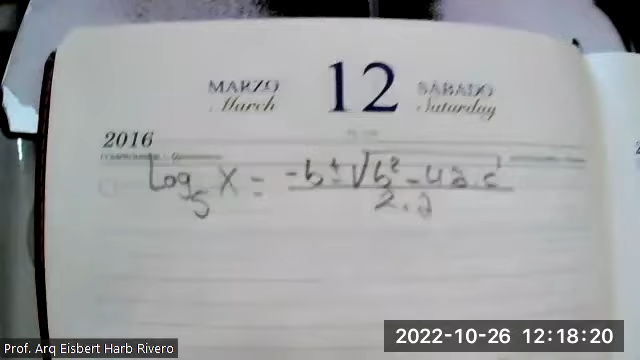 MARZO 12 SÁBADO
March Saturday
2016
Log₅ X = (-b ± √(b² - 4a.c)) / 2.a
Prof. Arq Eisbert Harb Rivero
2022-10-26 12:18:20